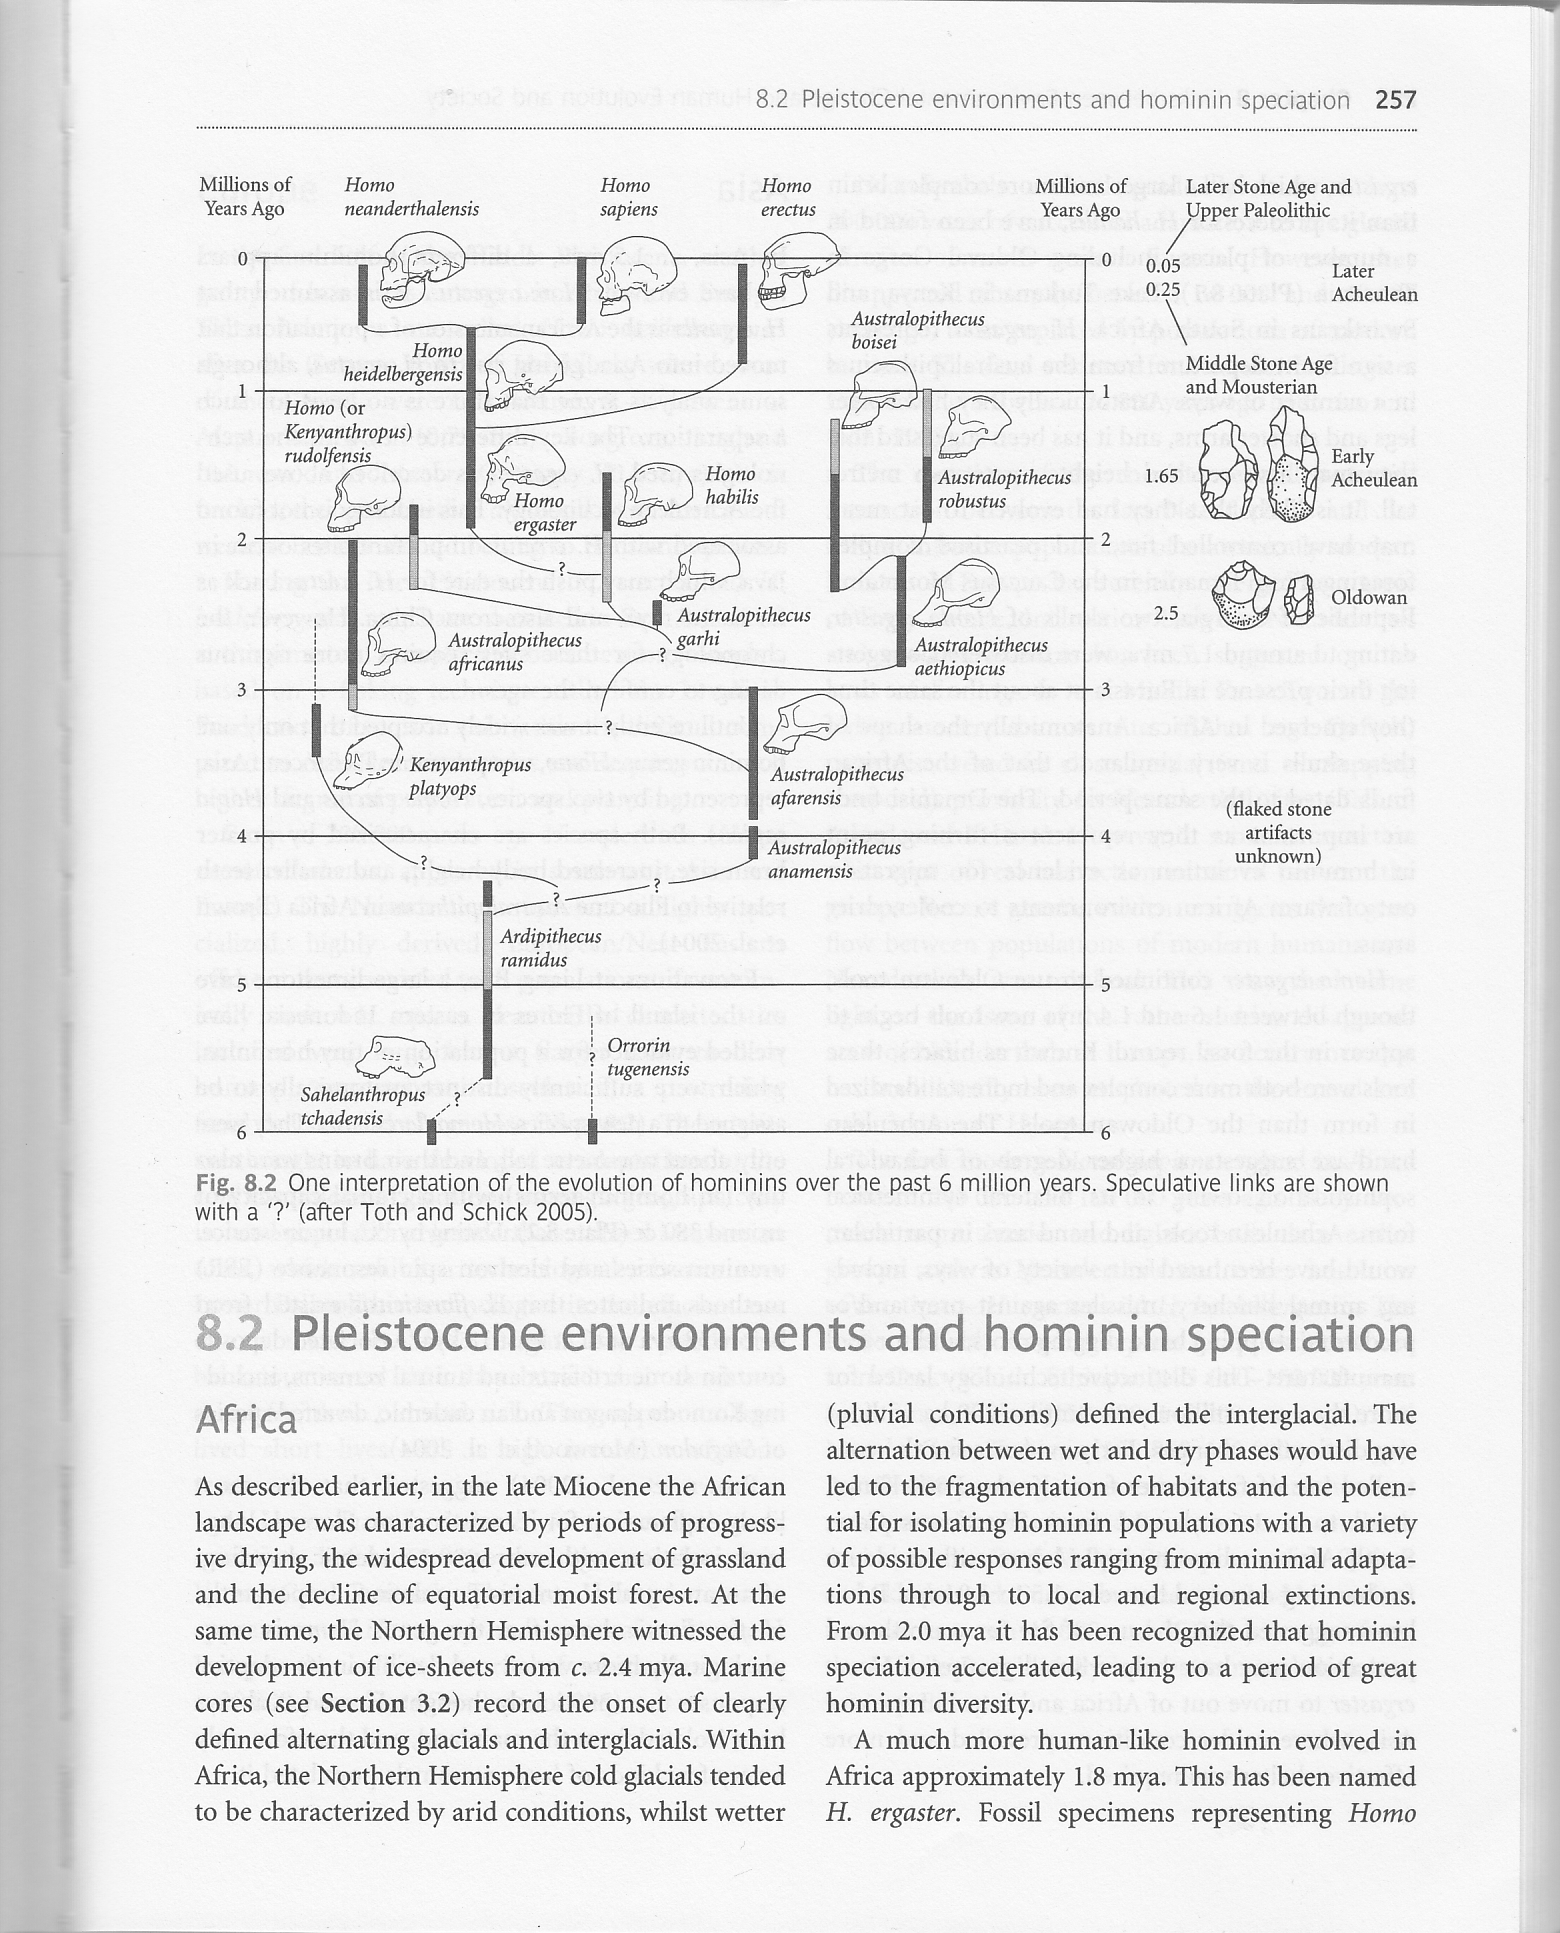 8.2 Pleistocene environments and hominin speciation 257
Millions of
Years Ago
Homo
neanderthalensis
Homo
sapiens
Homo
erectus
Millions of
Years Ago
Later Stone Age and
Upper Paleolithic
0
0
0.05
0.25
Later
Acheulean
Australopithecus
boisei
Homo
heidelbergensis
Middle Stone Age
and Mousterian
1
1
Homo (or
Kenyanthropus)
rudolfensis
Homo
ergaster
Homo
habilis
Australopithecus
robustus
1.65
Early
Acheulean
2
2
?
Australopithecus
garhi
?
Australopithecus
africanus
Australopithecus
aethiopicus
2.5
Oldowan
3
3
?
Kenyanthropus
platyops
Australopithecus
afarensis
(flaked stone
artifacts
unknown)
4
4
Australopithecus
anamensis
?
?
?
Ardipithecus
ramidus
5
5
?
Orrorin
tugenensis
Sahelanthropus
tchadensis
?
6
6
Fig. 8.2 One interpretation of the evolution of hominins over the past 6 million years. Speculative links are shown
with a ‘?’ (after Toth and Schick 2005).
8.2 Pleistocene environments and hominin speciation
Africa
As described earlier, in the late Miocene the African
landscape was characterized by periods of progress-
ive drying, the widespread development of grassland
and the decline of equatorial moist forest. At the
same time, the Northern Hemisphere witnessed the
development of ice-sheets from c. 2.4 mya. Marine
cores (see Section 3.2) record the onset of clearly
defined alternating glacials and interglacials. Within
Africa, the Northern Hemisphere cold glacials tended
to be characterized by arid conditions, whilst wetter
(pluvial conditions) defined the interglacial. The
alternation between wet and dry phases would have
led to the fragmentation of habitats and the poten-
tial for isolating hominin populations with a variety
of possible responses ranging from minimal adapta-
tions through to local and regional extinctions.
From 2.0 mya it has been recognized that hominin
speciation accelerated, leading to a period of great
hominin diversity.
A much more human-like hominin evolved in
Africa approximately 1.8 mya. This has been named
H. ergaster. Fossil specimens representing Homo